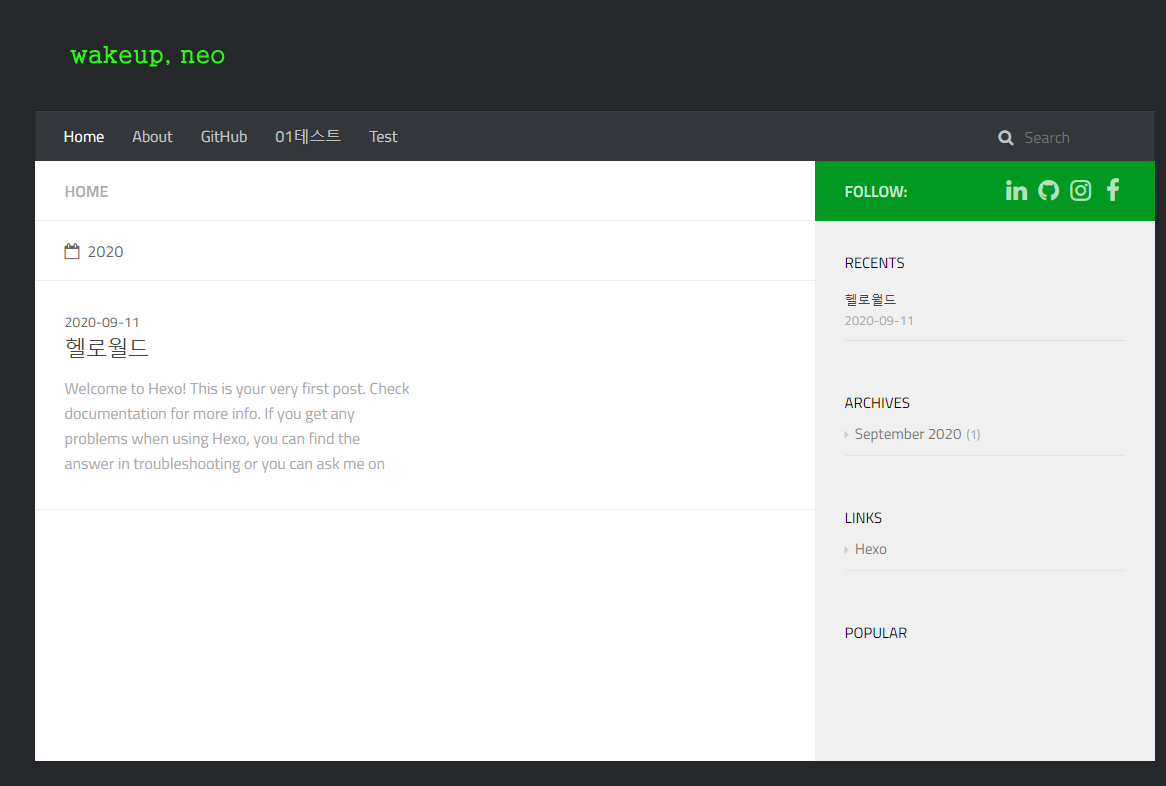 wakeup, neo
Home About GitHub 01테스트 Test Search
HOME
2020
2020-09-11
헬로월드
Welcome to Hexo! This is your very first post. Check
documentation for more info. If you get any
problems when using Hexo, you can find the
answer in troubleshooting or you can ask me on
FOLLOW:
RECENTS
헬로월드
2020-09-11
ARCHIVES
September 2020 (1)
LINKS
Hexo
POPULAR